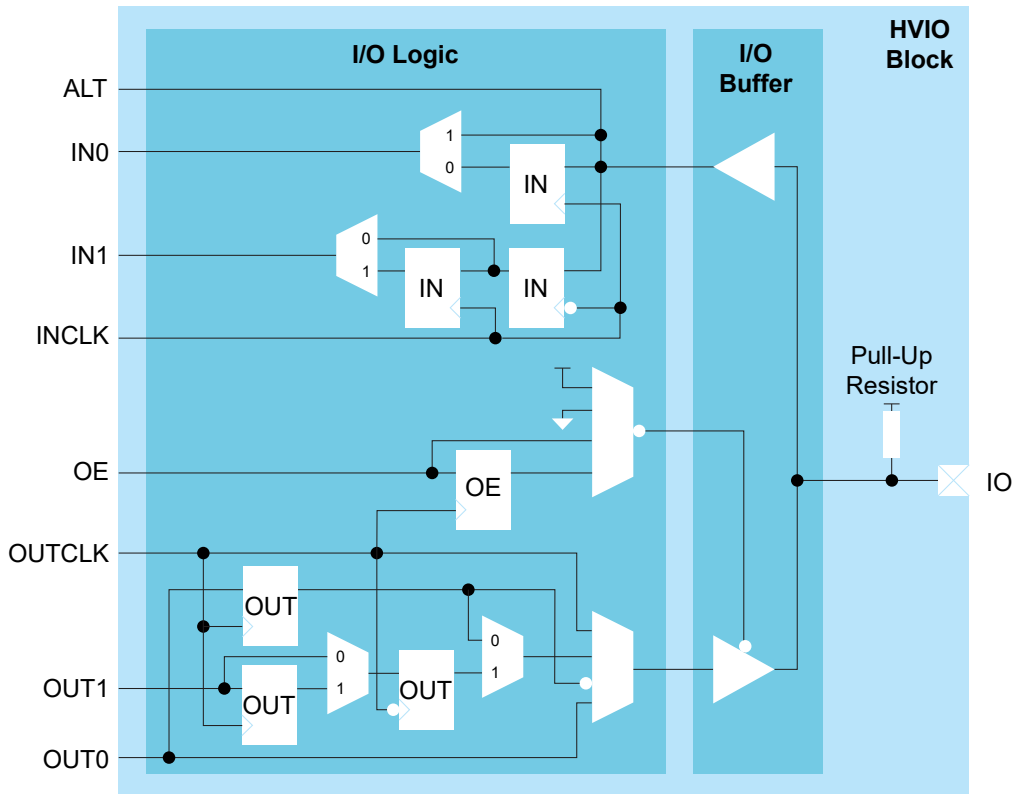 HVIO
Block
I/O Logic
I/O
Buffer
ALT
IN0
1
0
IN
IN1
0
1
IN
IN
INCLK
Pull-Up
Resistor
OE
OE
IO
OUTCLK
OUT
0
1
0
1
OUT1
OUT
OUT
OUT0